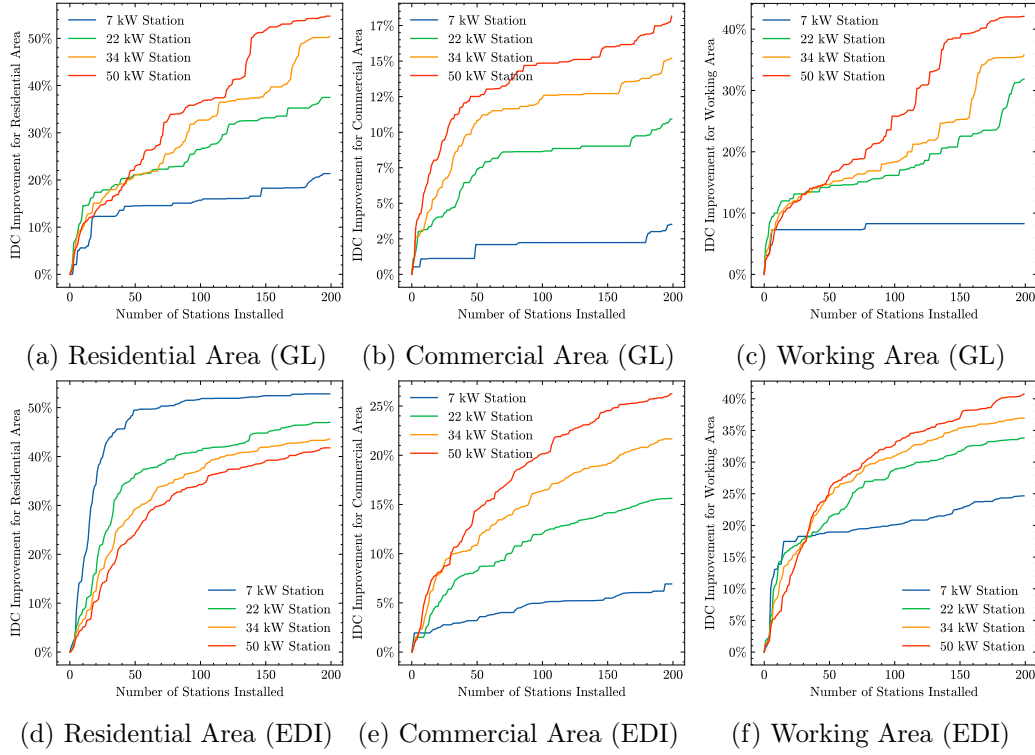 IDC Improvement for Residential Area
50%
40%
30%
20%
10%
0%
7 kW Station
22 kW Station
34 kW Station
50 kW Station
0 50 100 150 200
Number of Stations Installed
(a) Residential Area (GL)
IDC Improvement for Commercial Area
17%
15%
12%
10%
7%
5%
2%
0%
7 kW Station
22 kW Station
34 kW Station
50 kW Station
0 50 100 150 200
Number of Stations Installed
(b) Commercial Area (GL)
IDC Improvement for Working Area
40%
30%
20%
10%
0%
7 kW Station
22 kW Station
34 kW Station
50 kW Station
0 50 100 150 200
Number of Stations Installed
(c) Working Area (GL)
IDC Improvement for Residential Area
50%
40%
30%
20%
10%
0%
7 kW Station
22 kW Station
34 kW Station
50 kW Station
0 50 100 150 200
Number of Stations Installed
(d) Residential Area (EDI)
IDC Improvement for Commercial Area
25%
20%
15%
10%
5%
0%
7 kW Station
22 kW Station
34 kW Station
50 kW Station
0 50 100 150 200
Number of Stations Installed
(e) Commercial Area (EDI)
IDC Improvement for Working Area
40%
35%
30%
25%
20%
15%
10%
5%
0%
7 kW Station
22 kW Station
34 kW Station
50 kW Station
0 50 100 150 200
Number of Stations Installed
(f) Working Area (EDI)